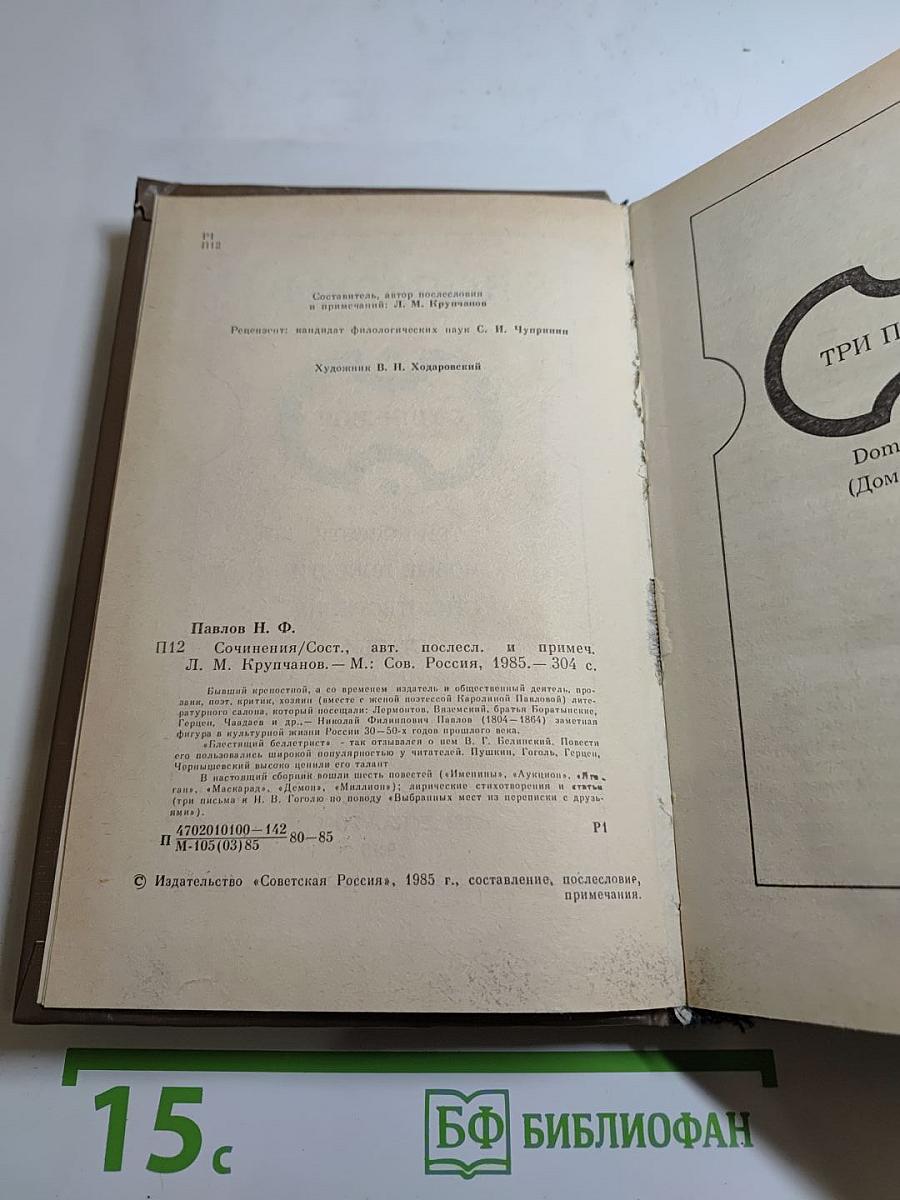 Р1
П12
Составитель, автор послесловия
и примечаний: Л. М. Крупчанов
Рецензент: кандидат филологических наук С. И. Чупринин
Художник В. Н. Ходаровский
Павлов Н. Ф.
П12 Сочинения/Сост., авт. послесл. и примеч.
Л. М. Крупчанов. — М.: Сов. Россия, 1985. — 304 с.
Бывший крепостной, а со временем издатель и общественный деятель, про-
заик, поэт, критик, хозяин (вместе с женой поэтессой Каролиной Павловой) лите-
ратурного салона, который посещали: Лермонтов, Вяземский, братья Боратынские,
Герцен, Чаадаев и др., — Николай Филиппович Павлов (1804—1864) заметная
фигура в культурной жизни России 30—50-х годов прошлого века.
«Блестящий беллетрист» - так отзывался о нем В. Г. Белинский. Повести
его пользовались широкой популярностью у читателей. Пушкин, Гоголь, Герцен,
Чернышевский высоко ценили его талант
В настоящий сборник вошли шесть повестей («Именины», «Аукцион», «Ята-
ган», «Маскарад», «Демон», «Миллион»); лирические стихотворения и статьи
(три письма к Н. В. Гоголю по поводу «Выбранных мест из переписки с друзь-
ями»).
П 4702010100—142
М-105(03)85 80—85
Р1
© Издательство «Советская Россия», 1985 г., составление, послесловие,
примечания.
ТРИ П
Dom
(Дом
15 с
БФ БИБЛИОФАН